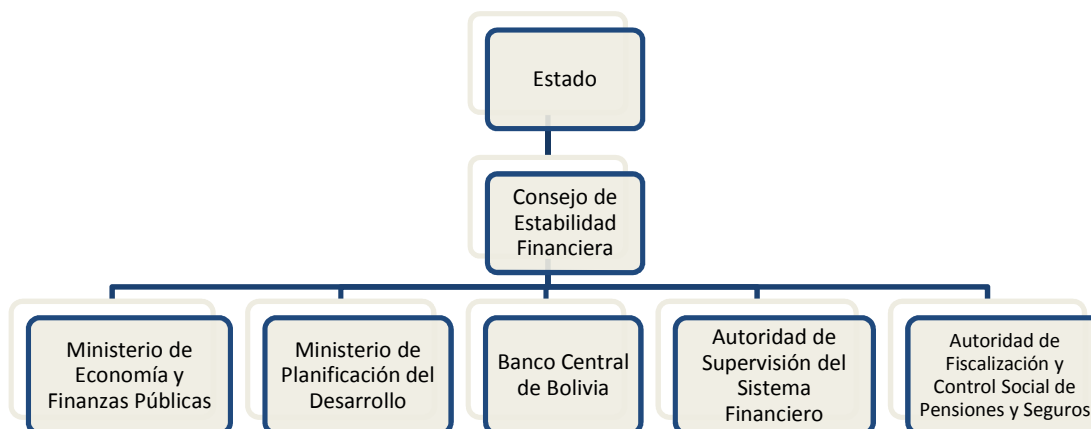 Estado
Consejo de
Estabilidad
Financiera
Ministerio de
Economía y
Finanzas Públicas
Ministerio de
Planificación del
Desarrollo
Banco Central
de Bolivia
Autoridad de
Supervisión del
Sistema
Financiero
Autoridad de
Fiscalización y
Control Social de
Pensiones y Seguros